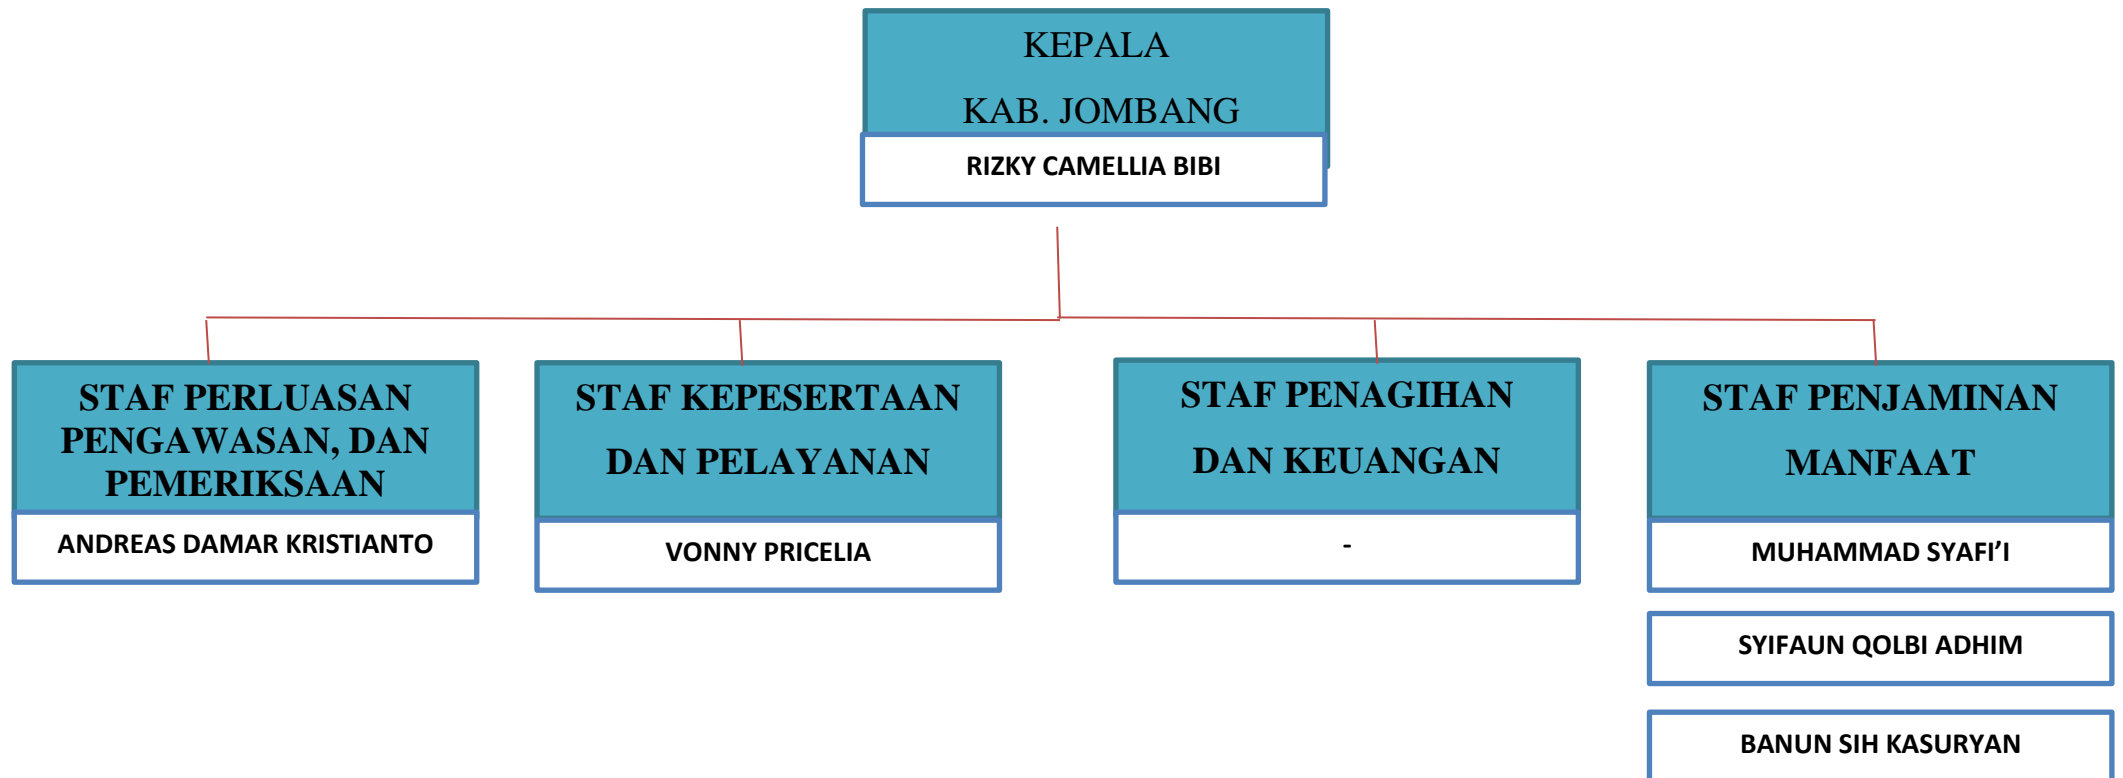 KEPALA
KAB. JOMBANG
RIZKY CAMELLIA BIBI
STAF PERLUASAN
PENGAWASAN, DAN
PEMERIKSAAN
ANDREAS DAMAR KRISTIANTO
STAF KEPESERTAAN
DAN PELAYANAN
VONNY PRICELIA
STAF PENAGIHAN
DAN KEUANGAN
-
STAF PENJAMINAN
MANFAAT
MUHAMMAD SYAFI’I
SYIFAUN QOLBI ADHIM
BANUN SIH KASURYAN